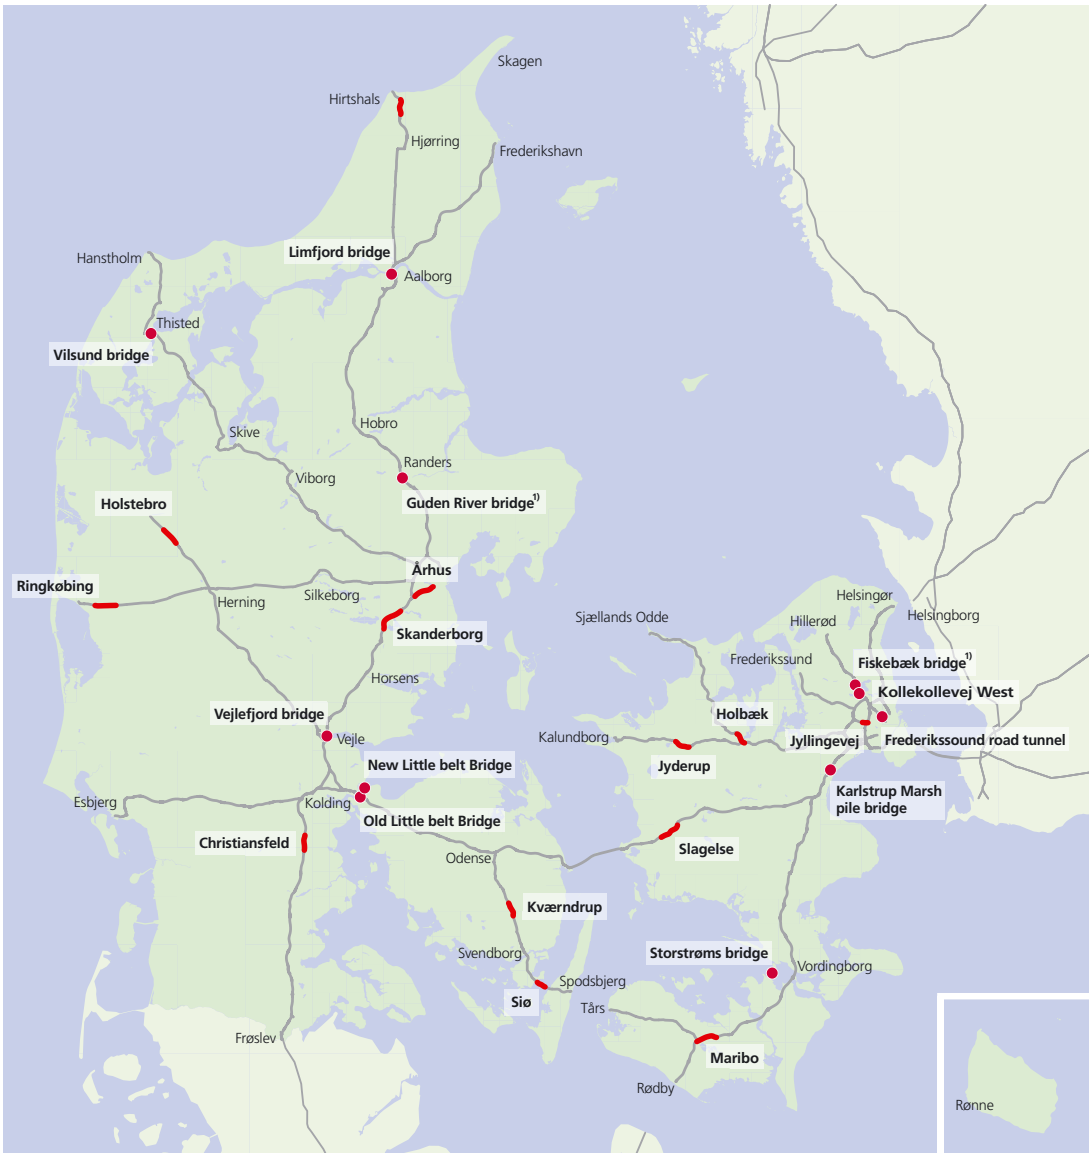 Skagen
Hirtshals
Hjørring
Frederikshavn
Limfjord bridge
Hanstholm
Aalborg
Thisted
Vilsund bridge
Hobro
Skive
Randers
Viborg
Holstebro
Guden River bridge1)
Århus
Ringkøbing
Silkeborg
Herning
Helsingør
Sjællands Odde
Helsingborg
Hillerød
Skanderborg
Frederikssund
Fiskebæk bridge1)
Horsens
Kollekollevej West
Vejlefjord bridge
Holbæk
Kalundborg
Vejle
Jyllingevej
Frederikssound road tunnel
New Little belt Bridge
Jyderup
Esbjerg
Kolding
Karlstrup Marsh
pile bridge
Old Little belt Bridge
Christiansfeld
Slagelse
Odense
Kværndrup
Svendborg
Storstrøms bridge
Vordingborg
Spodsbjerg
Siø
Tårs
Frøslev
Maribo
Rødby
Rønne